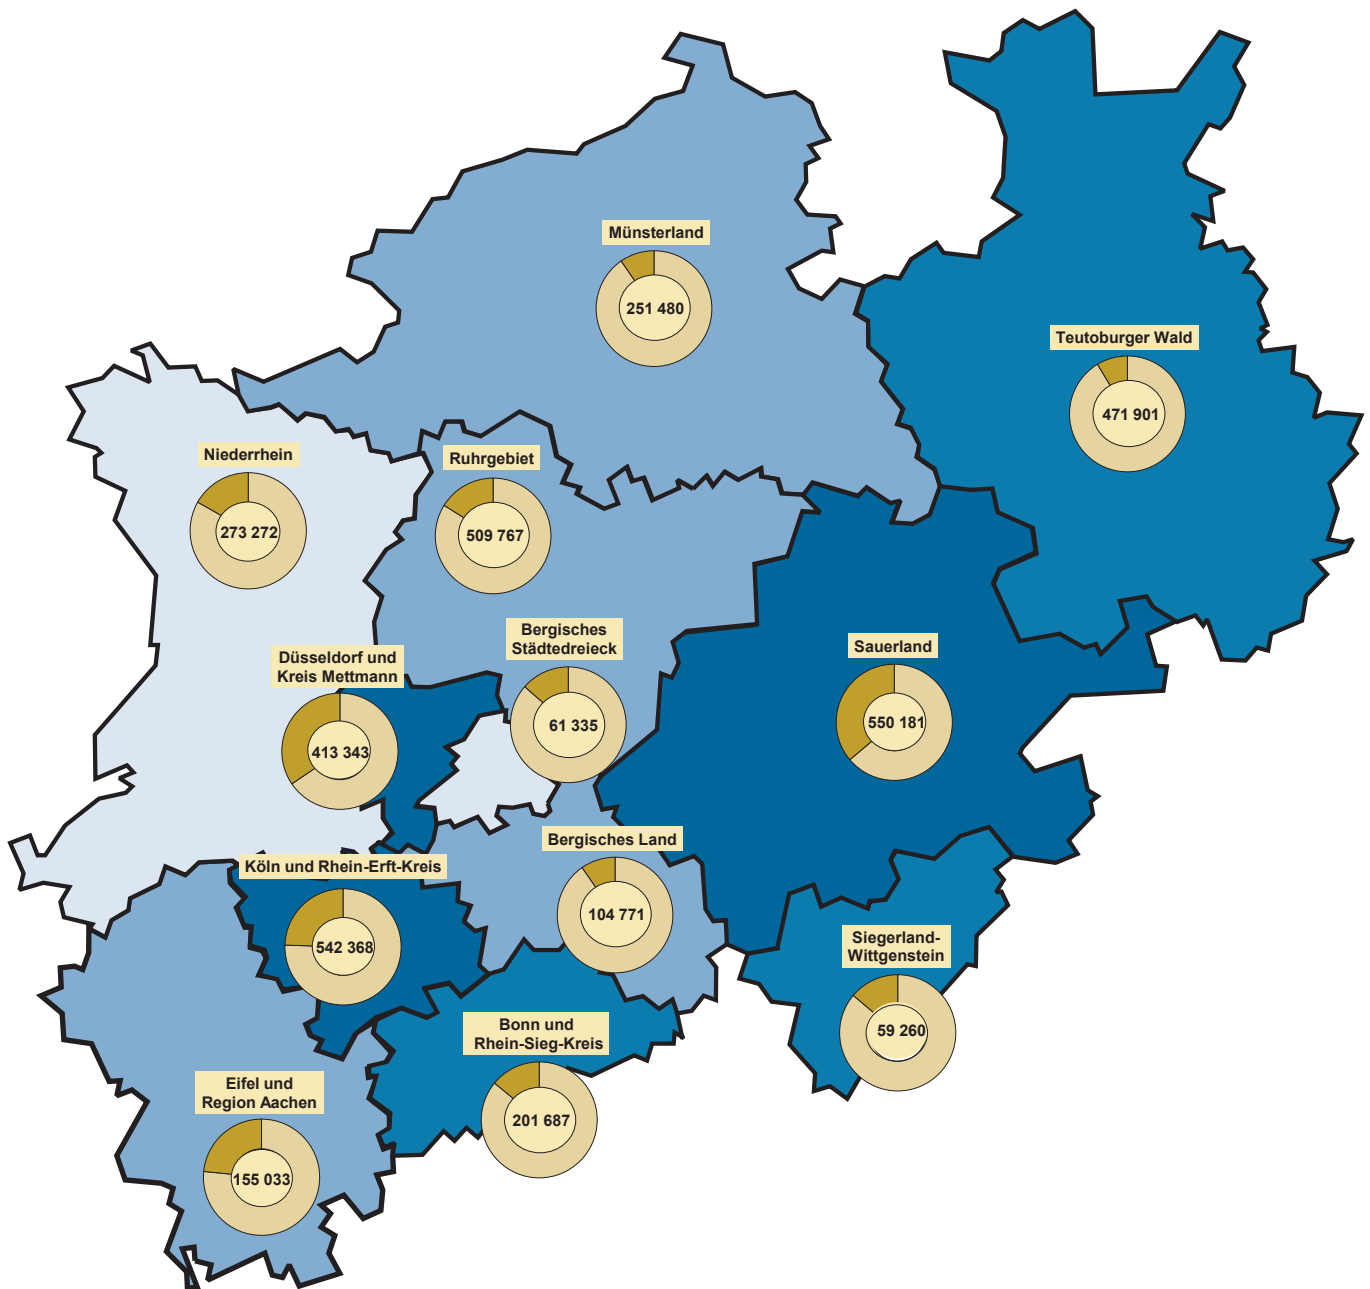 Münsterland
251 480
Teutoburger Wald
471 901
Niederrhein
273 272
Ruhrgebiet
509 767
Bergisches
Städtedreieck
61 335
Düsseldorf und
Kreis Mettmann
413 343
Sauerland
550 181
Bergisches Land
104 771
Köln und Rhein-Erft-Kreis
542 368
Siegerland-
Wittgenstein
59 260
Bonn und
Rhein-Sieg-Kreis
201 687
Eifel und
Region Aachen
155 033